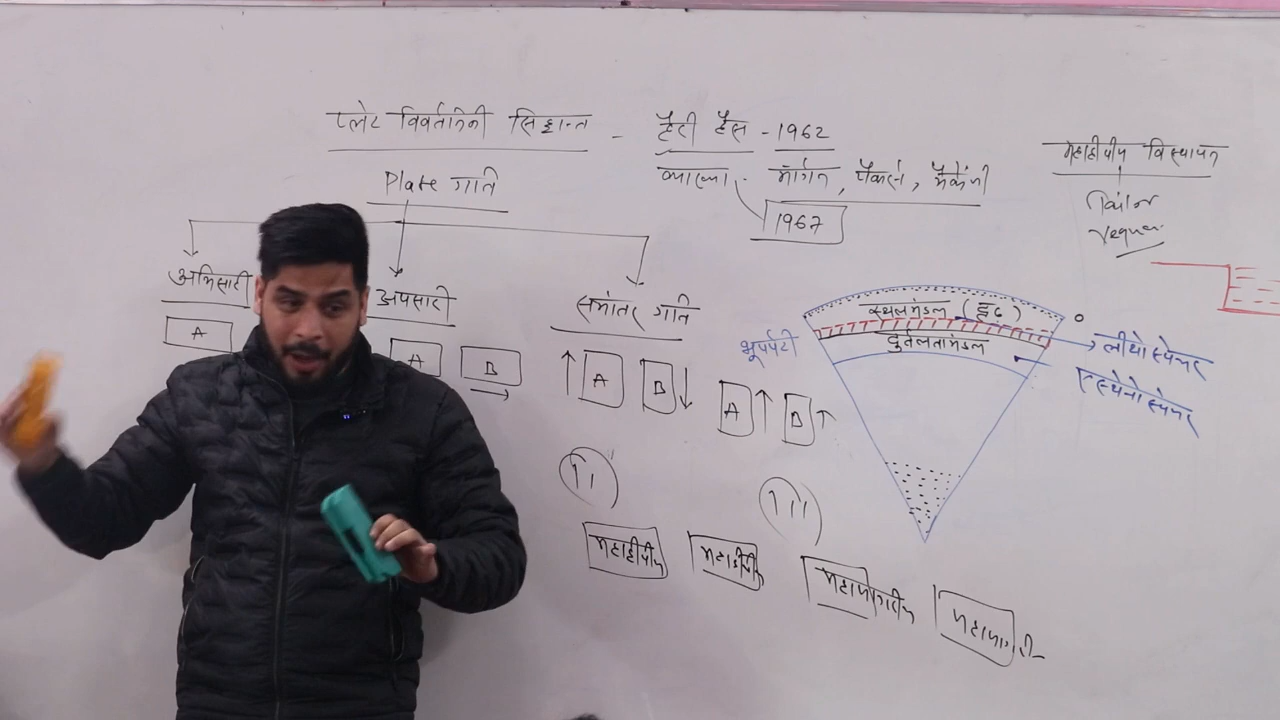 प्लेट विवर्तनिकी सिद्धान्त - हैरी हैस - 1962
व्याख्या - मॉर्गन, पैकर्स, मैकेंजी
1967
Plate गति
अभिसारी
अपसारी
समांतर गति
A
A B
A B
A B
महाद्वीपीय विस्थापन
स्थलमंडल (दृढ़)
दुर्बलतामंडल
भूपर्पटी
लीथोस्फेयर
एस्थेनोस्फेयर
महाद्वीपीय महाद्वीपीय
महासागरीय महासागरी